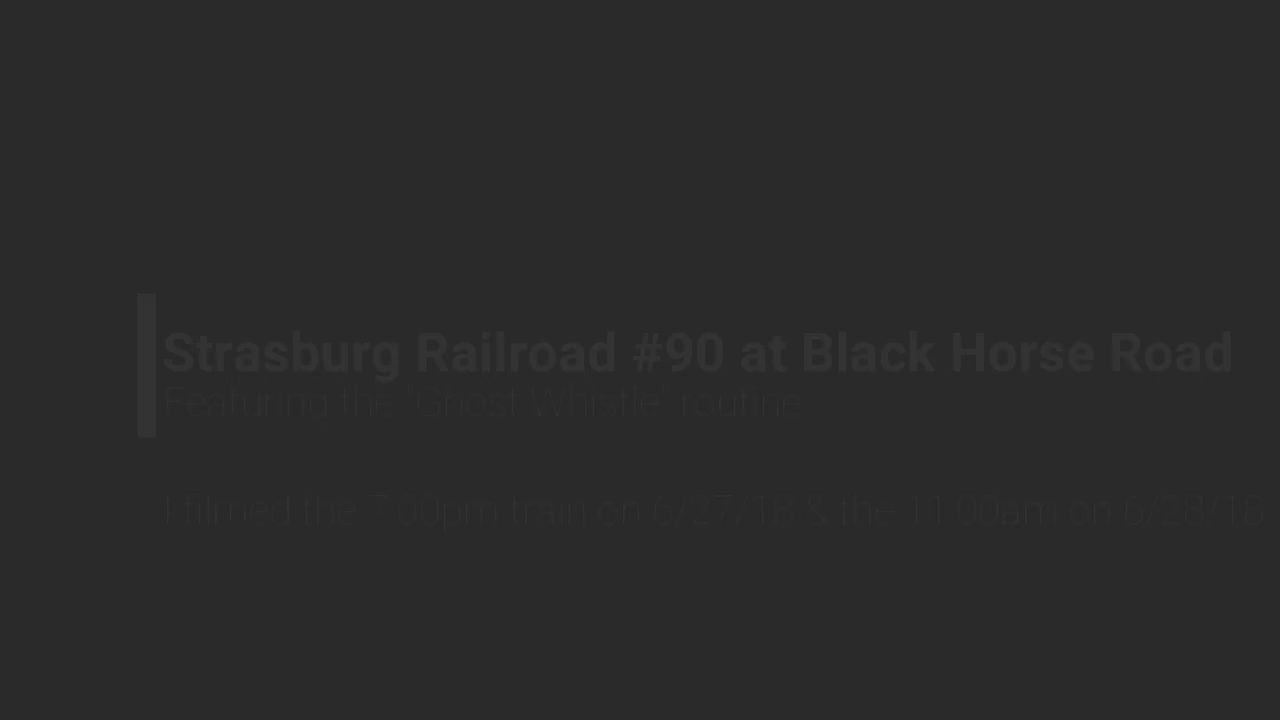 Strasburg Railroad #90 at Black Horse Road
Featuring the "Ghost Whistle" routine
I filmed the 7:00pm train on 6/27/18 & the 11:00am on 6/28/18